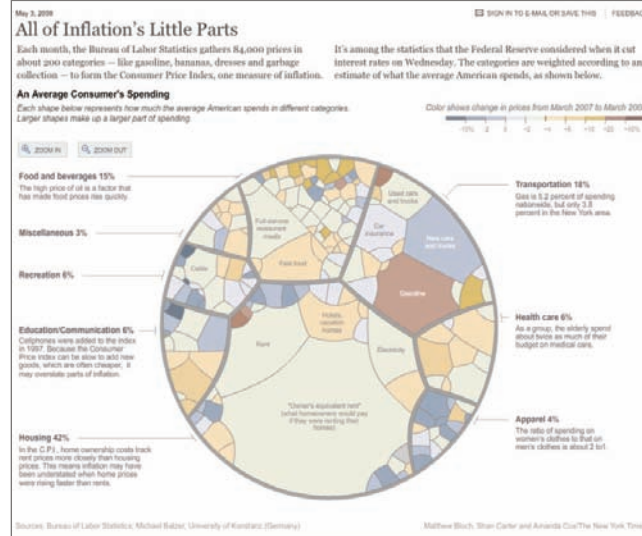 May 3, 2008
SIGN IN TO E-MAIL OR SAVE THIS
FEEDBAC
All of Inflation's Little Parts
Each month, the Bureau of Labor Statistics gathers 84,000 prices in
about 200 categories — like gasoline, bananas, dresses and garbage
collection — to form the Consumer Price Index, one measure of inflation.
It's among the statistics that the Federal Reserve considered when it cut
interest rates on Wednesday. The categories are weighted according to an
estimate of what the average American spends, as shown below.
An Average Consumer's Spending
Each shape below represents how much the average American spends in different categories.
Larger shapes make up a larger part of spending.
Color shows change in prices from March 2007 to March 200
ZOOM IN
ZOOM OUT
Food and beverages 15%
The high price of oil is a factor that
has made food prices rise quickly.
Miscellaneous 3%
Recreation 6%
Education/Communication 6%
Cellphones were added to the index
in 1997. Because the Consumer
Price Index can be slow to add new
goods, which are often cheaper, it
may overstate parts of inflation.
Housing 42%
In the C.P.I., home ownership costs track
rent prices more closely than housing
prices. This means inflation may have
been understated when home prices
were rising faster than rents.
Used cars
and trucks
Full-service
restaurant
meals
Car
insurance
New cars
and trucks
Cable
Fast food
Gasoline
Hotels,
vacation
homes
Rent
Electricity
"Owner's equivalent rent"
(what homeowners would pay
if they were renting their
homes)
Transportation 18%
Gas is 5.2 percent of spending
nationwide, but only 3.8
percent in the New York area.
Health care 6%
As a group, the elderly spend
about twice as much of their
budget on medical care.
Apparel 4%
The ratio of spending on
women's clothes to that on
men's clothes is about 2 to1.
Sources: Bureau of Labor Statistics; Michael Balzer, University of Konstanz (Germany)
Matthew Bloch, Shan Carter and Amanda Cox/The New York Time